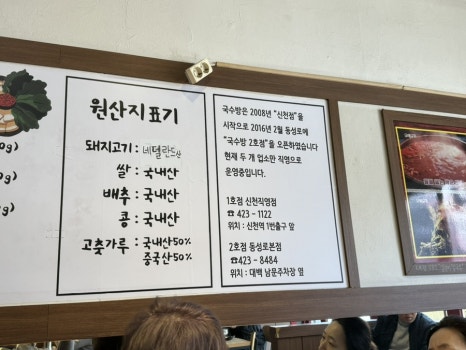 원산지표기
돼지고기 : 네덜란드산
쌀 : 국내산
배추 : 국내산
콩 : 국내산
고춧가루 : 국내산50%
중국산50%
국수방은 2008년 "신천점"을
시작으로 2016년 2월 동성로에
"국수방 2호점"을 오픈하였습니다
현재 두 개 업소만 직영으로
운영중입니다.
1호점 신천직영점
☎ 423 - 1122
위치 : 신천역 1번출구 앞
2호점 동성로본점
☎ 423 - 8484
위치 : 대백 남문주차장 옆
0g)
g)